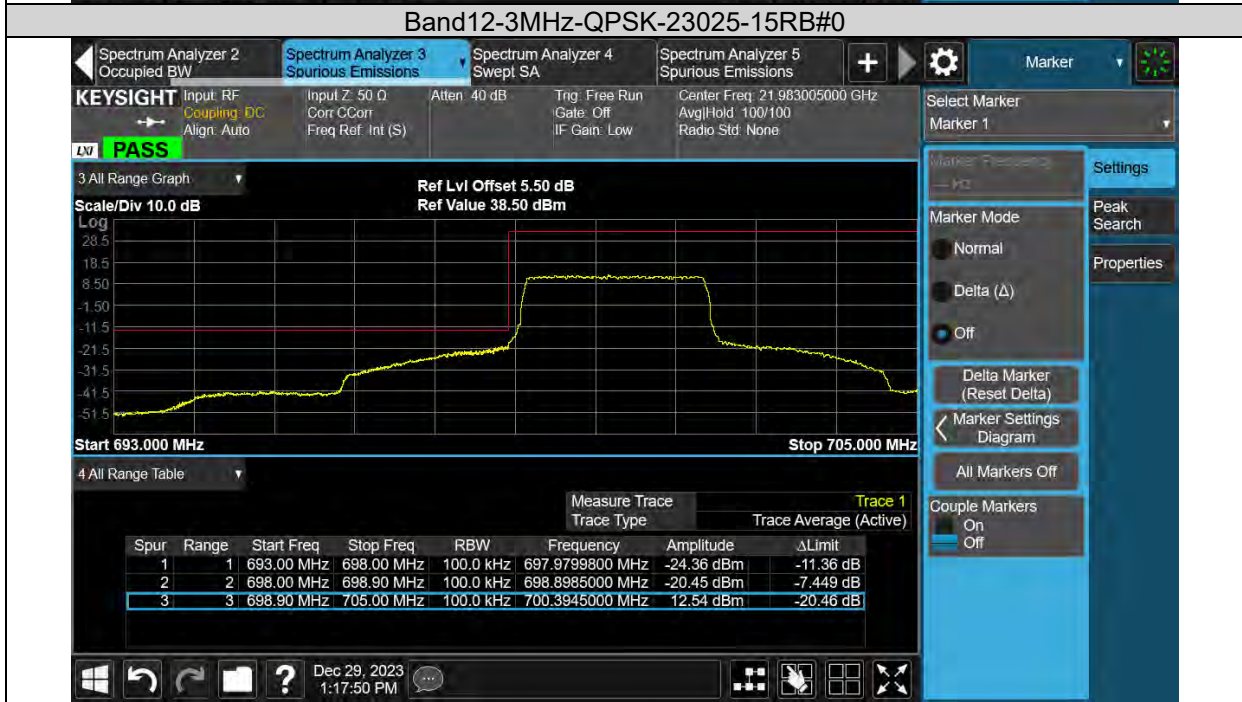 Band12-3MHz-QPSK-23025-15RB#0
Spectrum Analyzer 2
Occupied BW
Spectrum Analyzer 3
Spurious Emissions
Spectrum Analyzer 4
Swept SA
Spectrum Analyzer 5
Spurious Emissions
+
Marker
KEYSIGHT
Input: RF
Coupling: DC
Align: Auto
Input Z: 50 Ω
Corr CCorr
Freq Ref: Int (S)
Atten: 40 dB
Trig: Free Run
Gate: Off
IF Gain: Low
Center Freq: 21.983005000 GHz
Avg|Hold: 100/100
Radio Std: None
LXI PASS
Select Marker
Marker 1
Marker Frequency
--- Hz
Settings
Peak
Search
Properties
Marker Mode
Normal
Delta (Δ)
Off
Delta Marker
(Reset Delta)
Marker Settings
Diagram
All Markers Off
Couple Markers
On
Off
3 All Range Graph
Ref Lvl Offset 5.50 dB
Scale/Div 10.0 dB Ref Value 38.50 dBm
Log
28.5
18.5
8.50
-1.50
-11.5
-21.5
-31.5
-41.5
-51.5
Start 693.000 MHz Stop 705.000 MHz
4 All Range Table
Measure Trace Trace 1
Trace Type Trace Average (Active)
Spur Range Start Freq Stop Freq RBW Frequency Amplitude ΔLimit
1 1 693.00 MHz 698.00 MHz 100.0 kHz 697.9799800 MHz -24.36 dBm -11.36 dB
2 2 698.00 MHz 698.90 MHz 100.0 kHz 698.8985000 MHz -20.45 dBm -7.449 dB
3 3 698.90 MHz 705.00 MHz 100.0 kHz 700.3945000 MHz 12.54 dBm -20.46 dB
?
Dec 29, 2023
1:17:50 PM